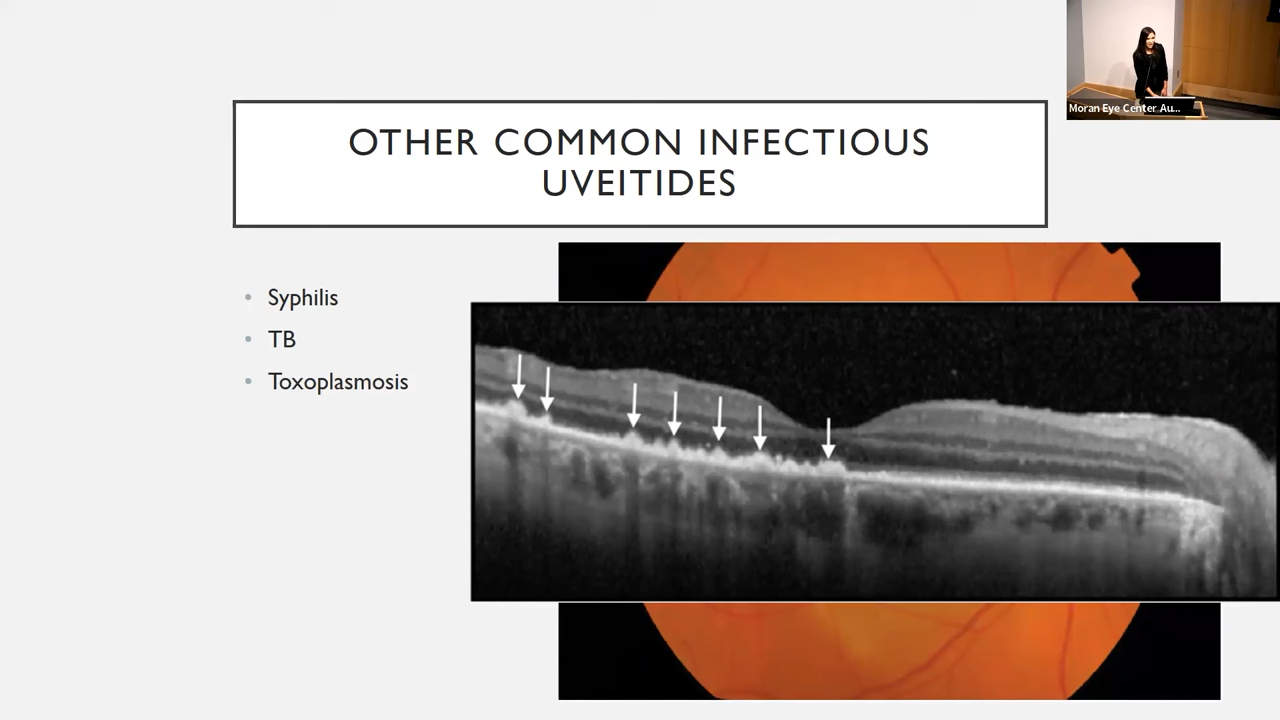 Moran Eye Center Au...
OTHER COMMON INFECTIOUS
UVEITIDES
• Syphilis
• TB
• Toxoplasmosis